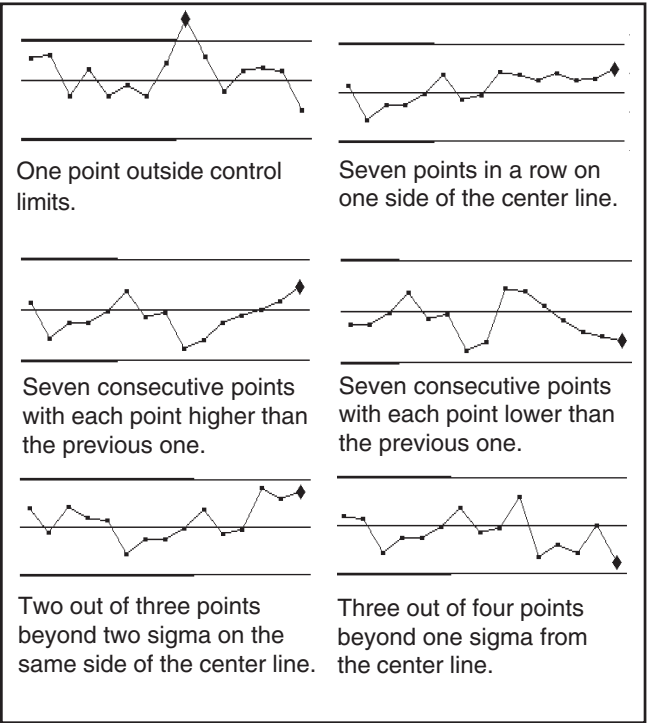 One point outside control
limits.
Seven points in a row on
one side of the center line.
Seven consecutive points
with each point higher than
the previous one.
Seven consecutive points
with each point lower than
the previous one.
Two out of three points
beyond two sigma on the
same side of the center line.
Three out of four points
beyond one sigma from
the center line.